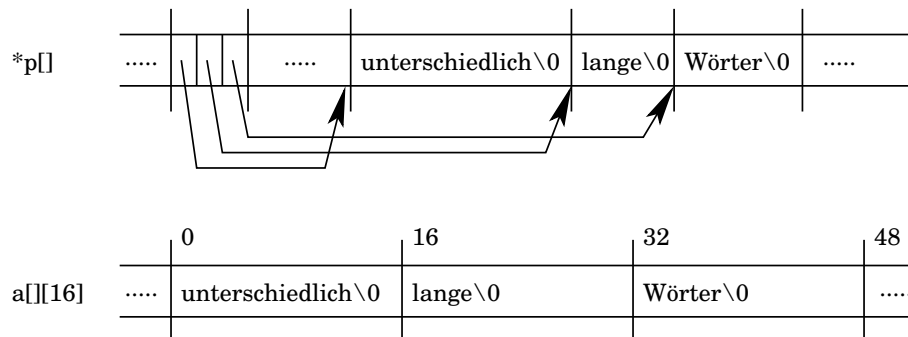 *p[] ..... ..... unterschiedlich\0 lange\0 Wörter\0 .....
0 16 32 48
a[][16] ..... unterschiedlich\0 lange\0 Wörter\0 .....